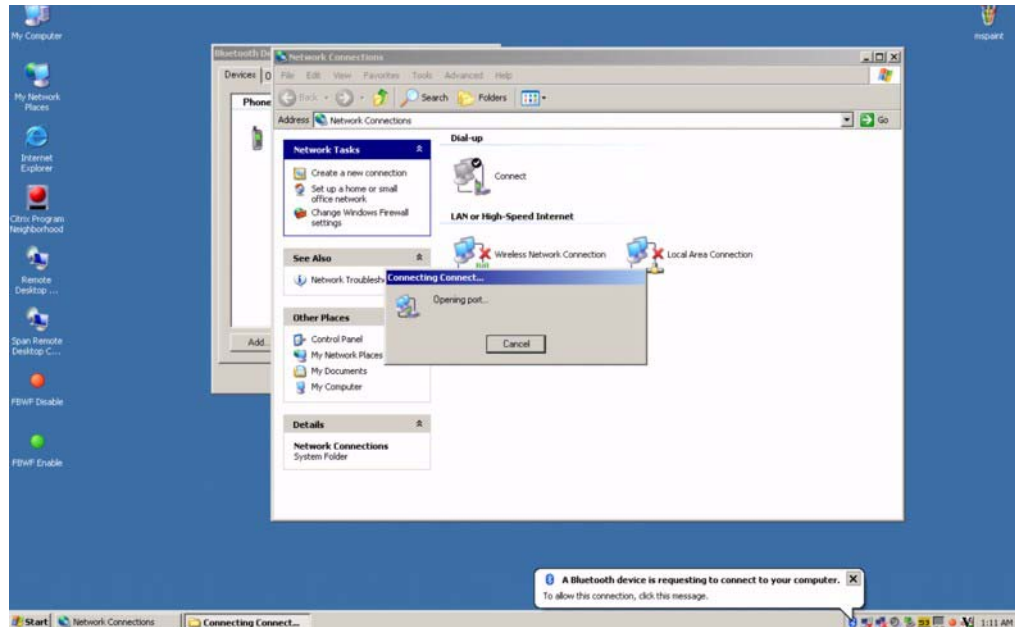 My Computer
My Network
Places
Internet
Explorer
Citrix Program
Neighborhood
Remote
Desktop ...
Span Remote
Desktop C...
FBWF Disable
FBWF Enable
mspaint
Bluetooth De
Devices
Phone
Add...
Network Connections
File Edit View Favorites Tools Advanced Help
Back Search Folders
Address Network Connections Go
Network Tasks
Create a new connection
Set up a home or small
office network
Change Windows Firewall
settings
See Also
Network Troublesh
Other Places
Control Panel
My Network Places
My Documents
My Computer
Details
Network Connections
System Folder
Dial-up
Connect
LAN or High-Speed Internet
Wireless Network Connection Local Area Connection
Connecting Connect...
Opening port...
Cancel
A Bluetooth device is requesting to connect to your computer.
To allow this connection, click this message.
Start Network Connections Connecting Connect... 1:11 AM